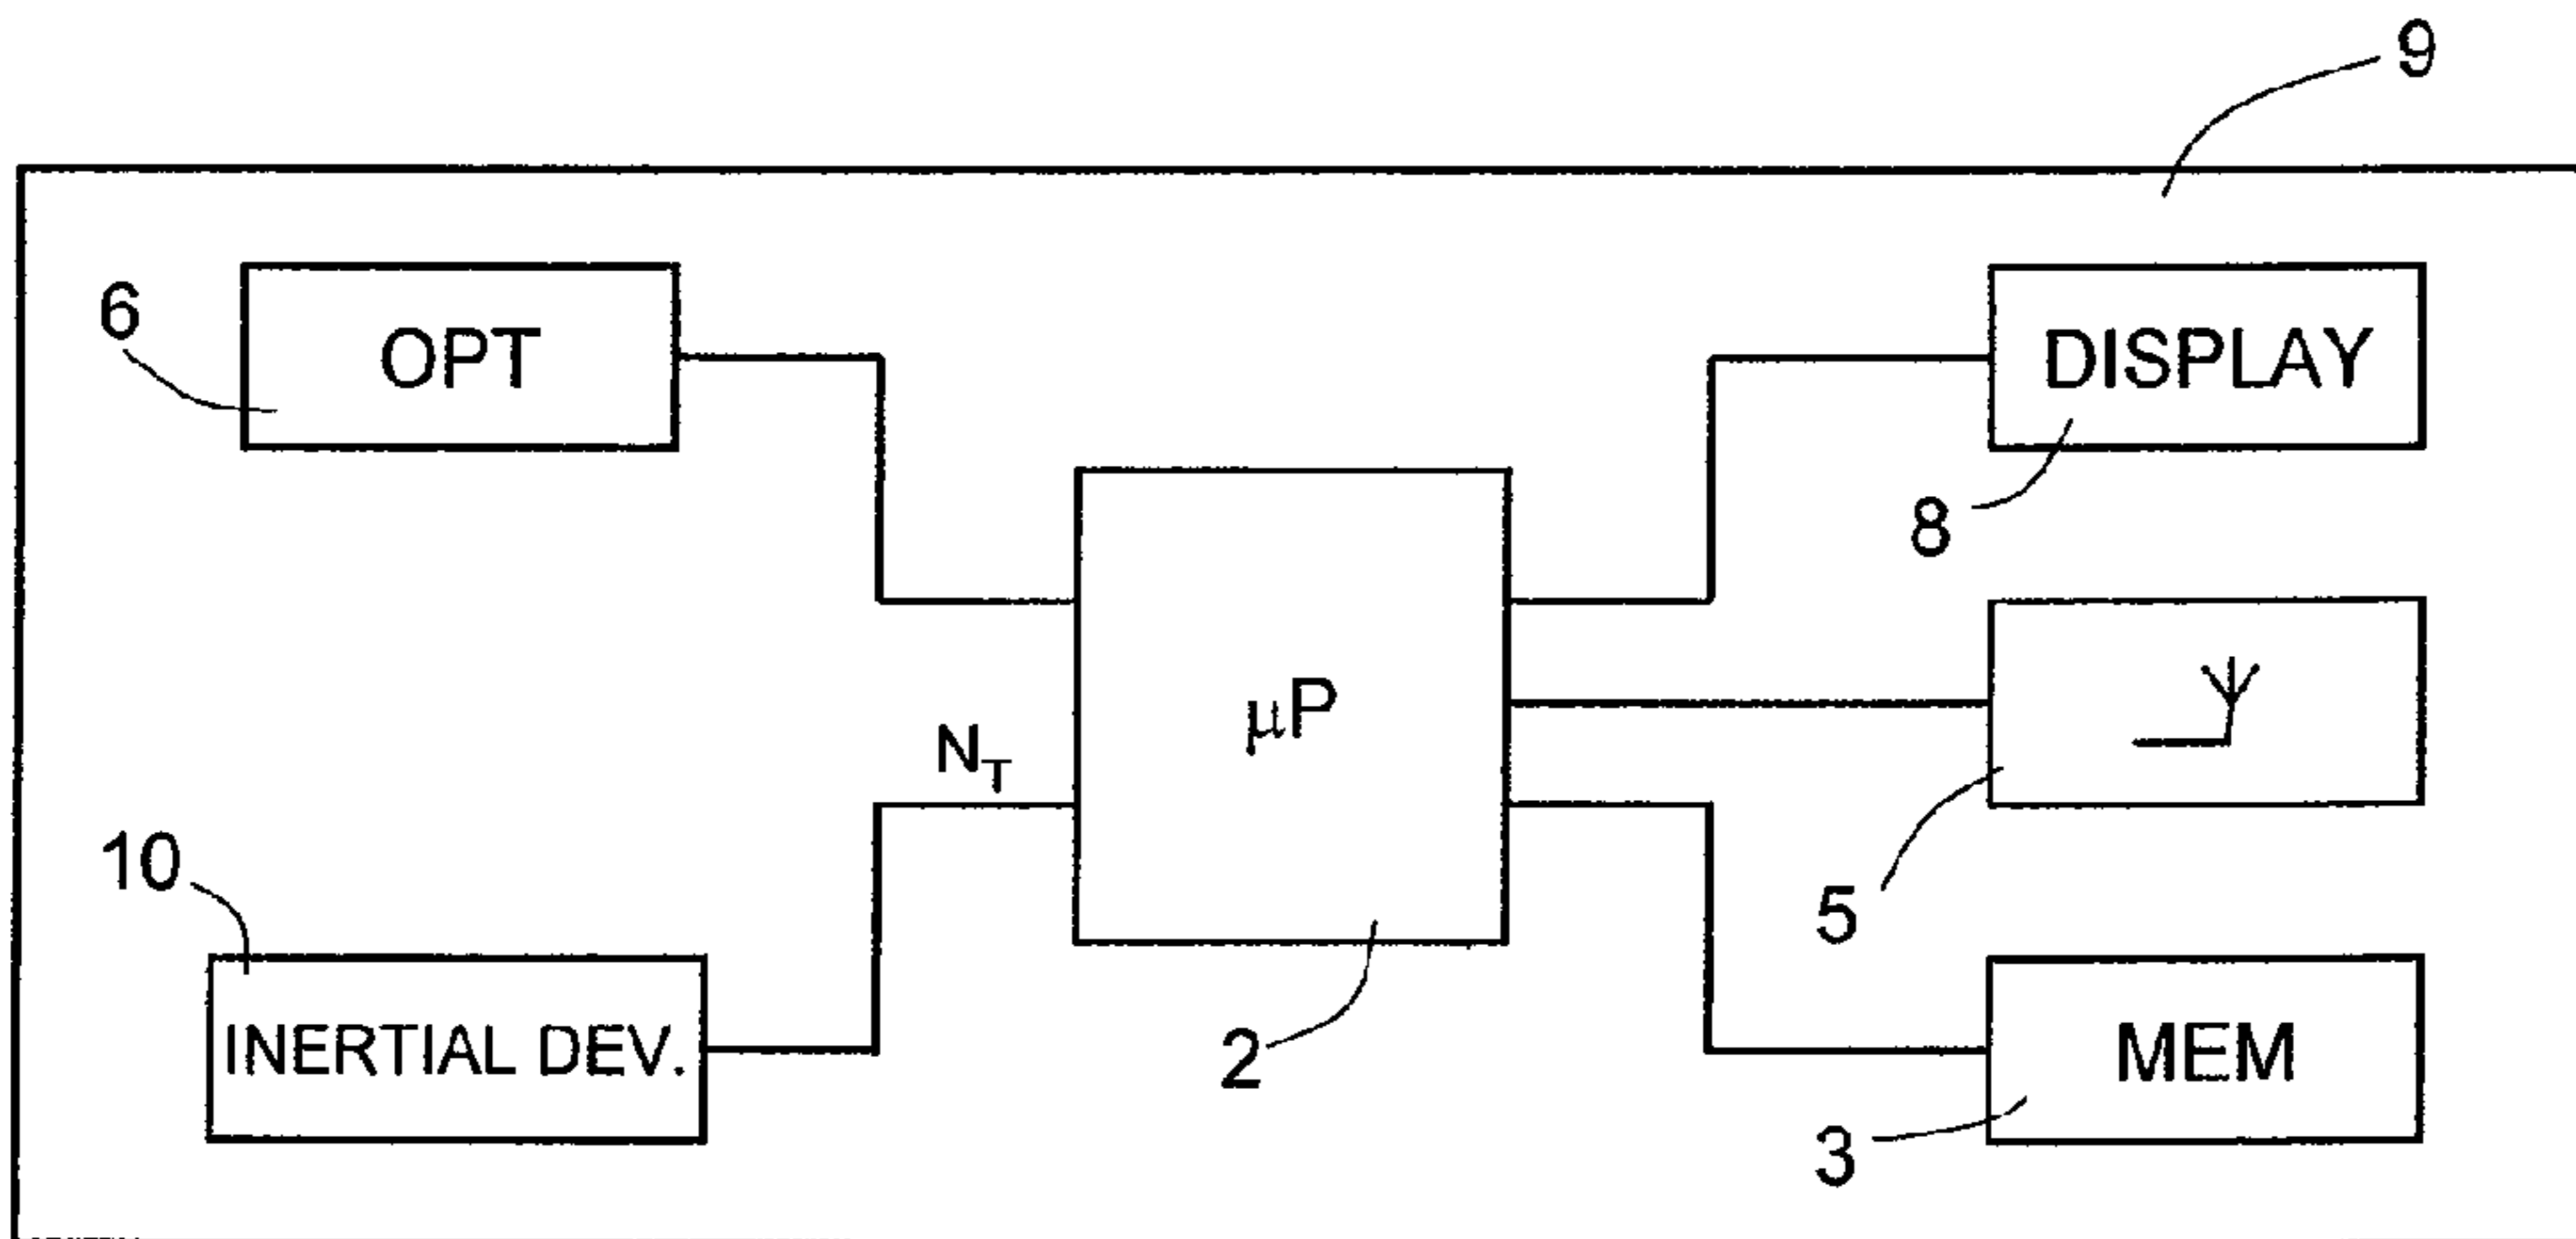 9
6
OPT
DISPLAY
8
μP
N_T
10
5
INERTIAL DEV.
2
MEM
3